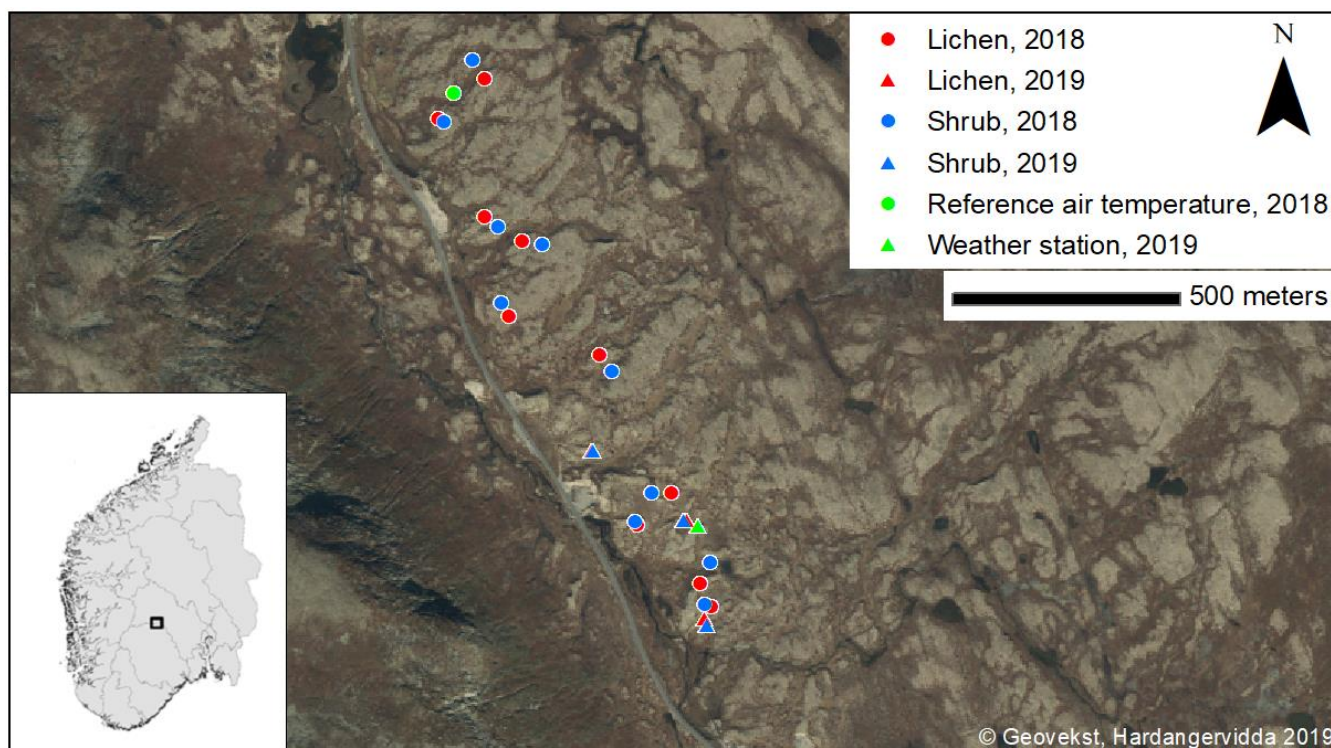 Lichen, 2018
Lichen, 2019
Shrub, 2018
Shrub, 2019
Reference air temperature, 2018
Weather station, 2019
N
500 meters
© Geovekst, Hardangervidda 2019